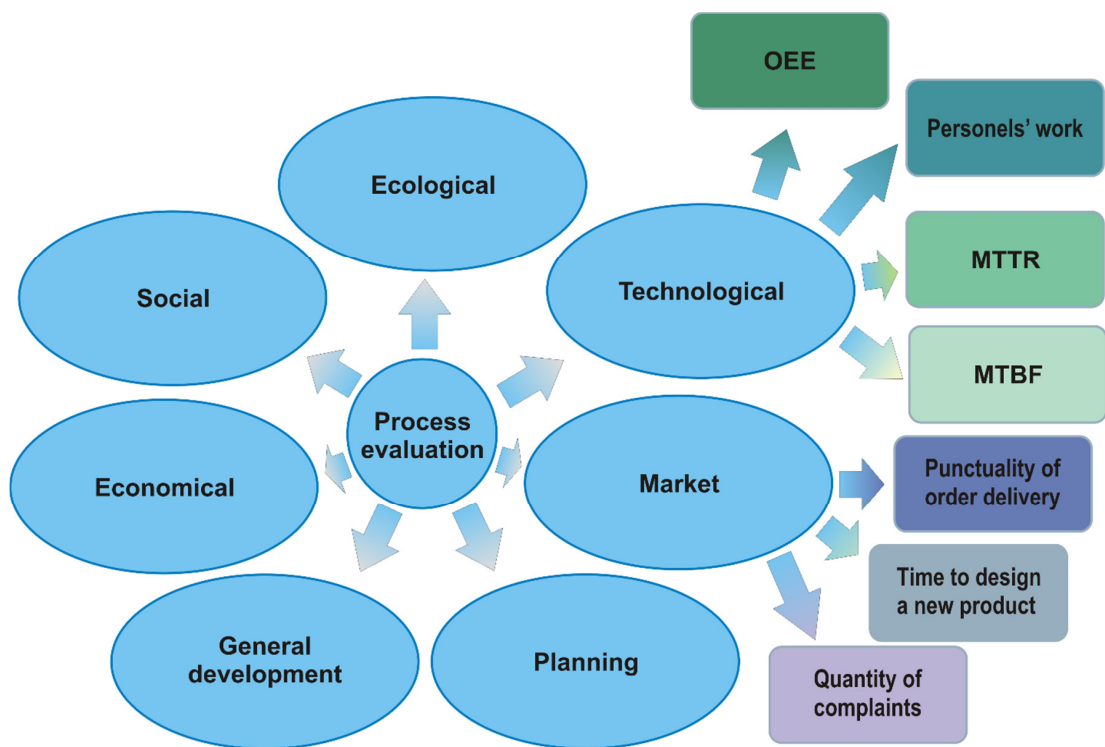 OEE
Personels’ work
Ecological
MTTR
Technological
Social
MTBF
Process
evaluation
Punctuality of
order delivery
Market
Economical
Time to design
a new product
General
development
Planning
Quantity of
complaints